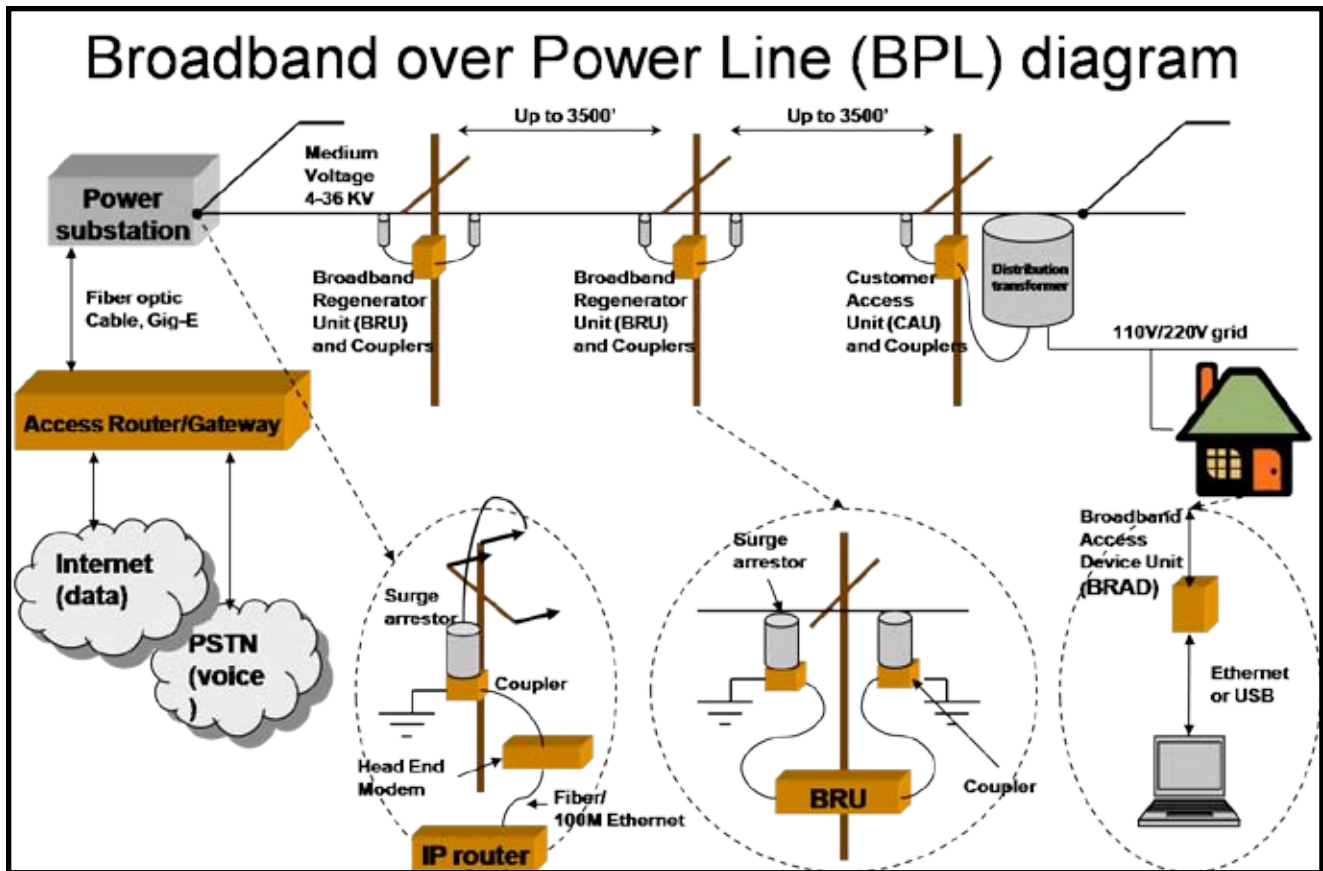 Broadband over Power Line (BPL) diagram
Up to 3500'
Up to 3500'
Medium
Voltage
4-36 KV
Power
substation
Broadband
Regenerator
Unit (BRU)
and Couplers
Broadband
Regenerator
Unit (BRU)
and Couplers
Customer
Access
Unit (CAU)
and Couplers
Distribution
transformer
110V/220V grid
Fiber optic
Cable, Gig-E
Access Router/Gateway
Internet
(data)
PSTN
(voice
)
Surge
arrestor
Coupler
Head End
Modem
Fiber/
100M Ethernet
IP router
Surge
arrestor
BRU
Coupler
Broadband
Access
Device Unit
(BRAD)
Ethernet
or USB